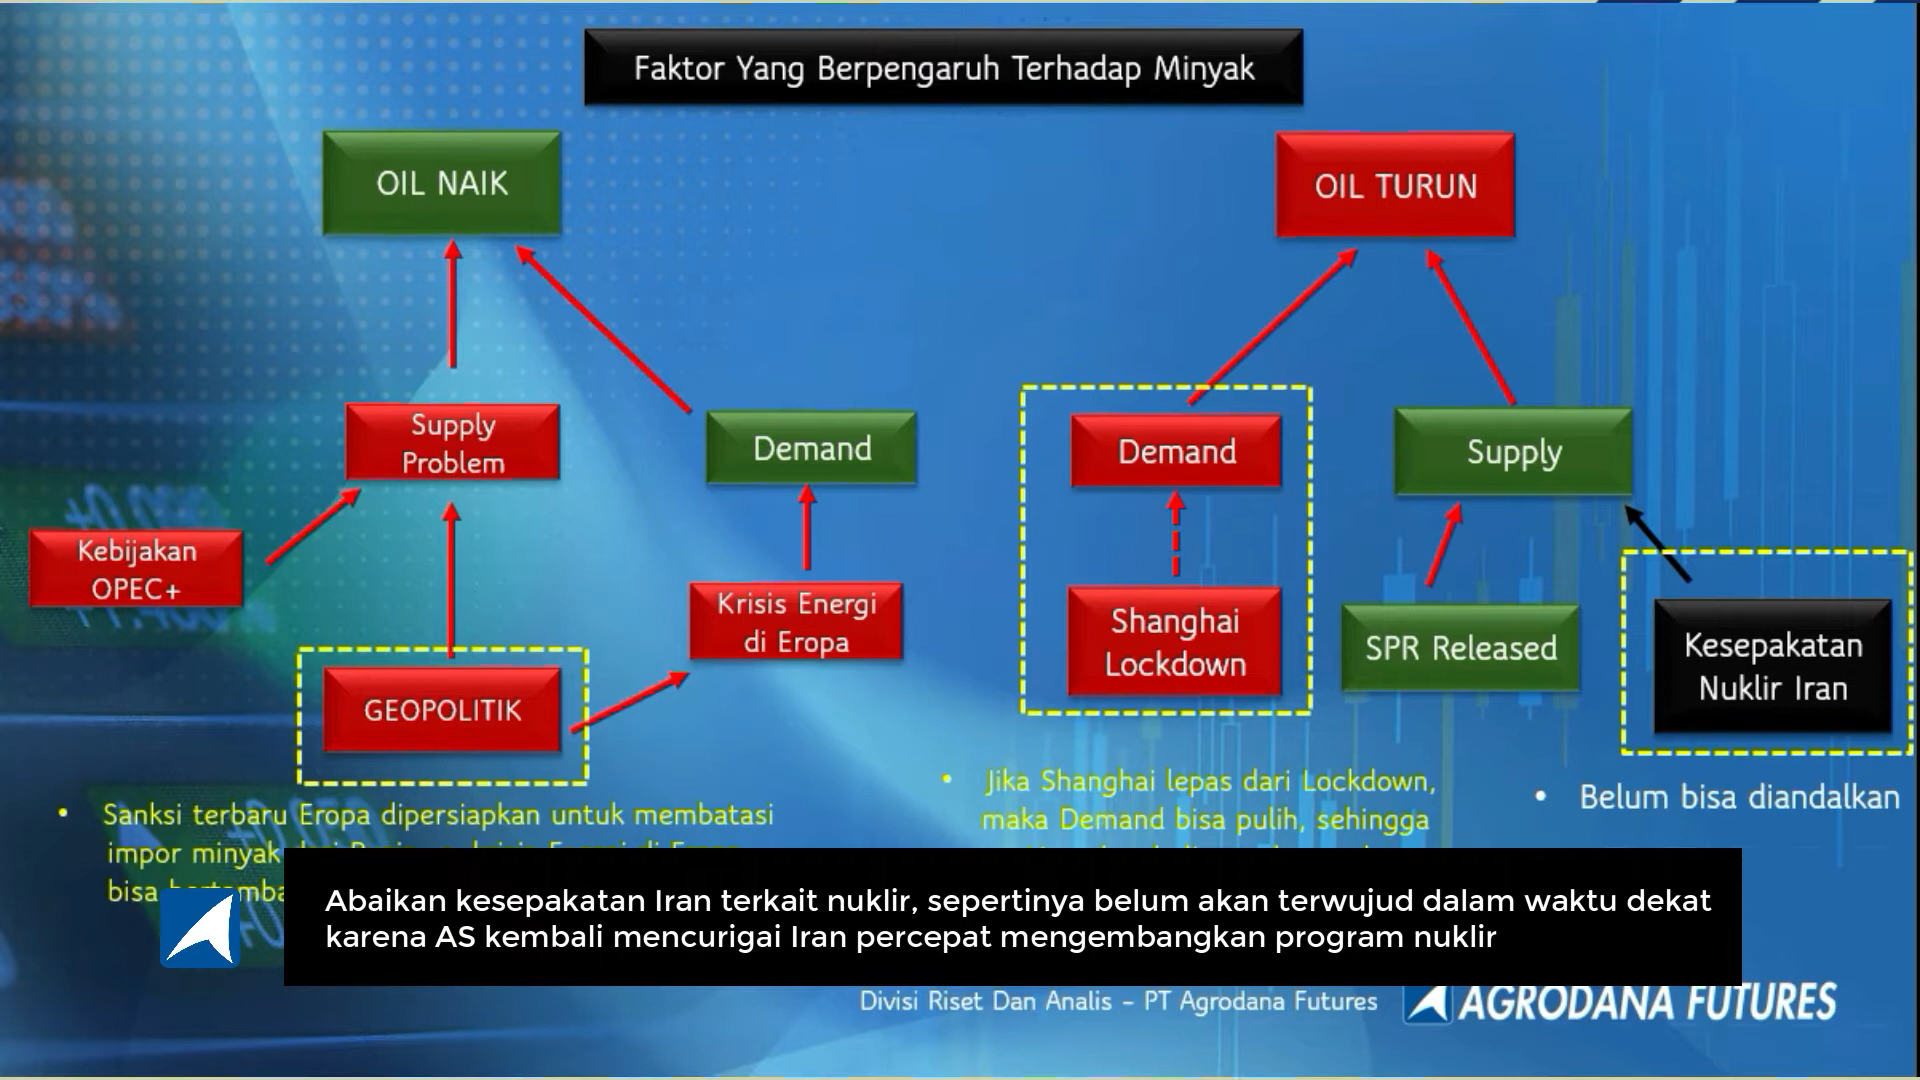 Faktor Yang Berpengaruh Terhadap Minyak
OIL NAIK
OIL TURUN
Supply
Problem
Demand
Demand
Supply
Kebijakan
OPEC+
Krisis Energi
di Eropa
Shanghai
Lockdown
SPR Released
Kesepakatan
Nuklir Iran
GEOPOLITIK
• Sanksi terbaru Eropa dipersiapkan untuk membatasi
impor minyak
bisa
• Jika Shanghai lepas dari Lockdown,
maka Demand bisa pulih, sehingga
• Belum bisa diandalkan
Abaikan kesepakatan Iran terkait nuklir, sepertinya belum akan terwujud dalam waktu dekat
karena AS kembali mencurigai Iran percepat mengembangkan program nuklir
Divisi Riset Dan Analis - PT Agrodana Futures
AGRODANA FUTURES